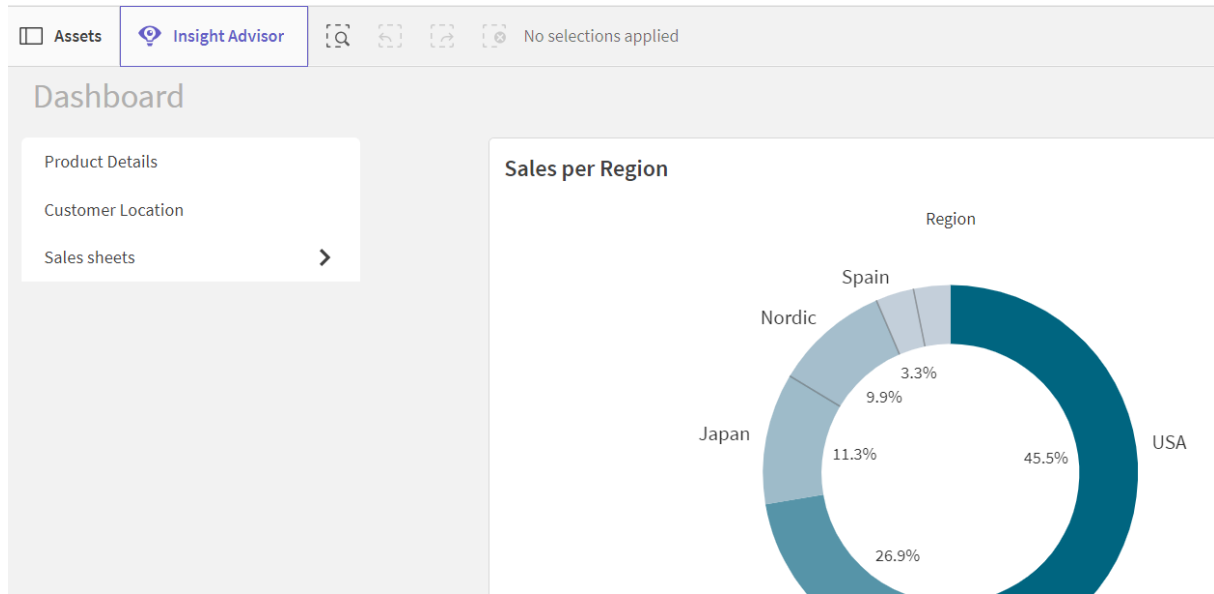 Assets Insight Advisor No selections applied
Dashboard
Product Details
Customer Location
Sales sheets
Sales per Region
Region
Spain
Nordic
3.3%
9.9%
Japan
11.3%
45.5%
USA
26.9%